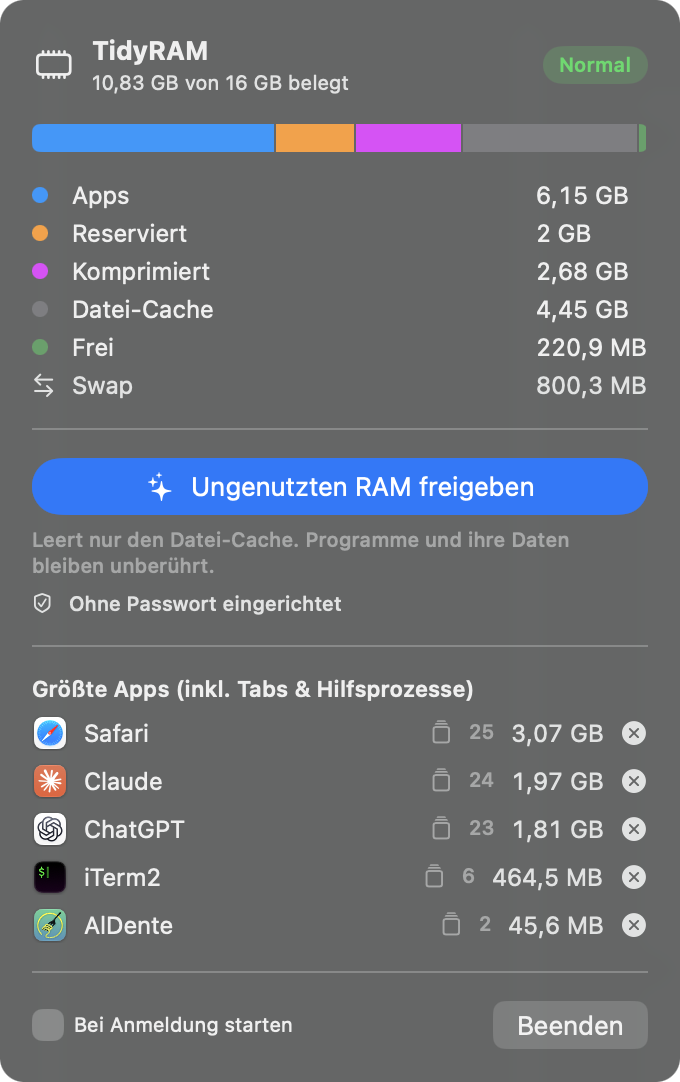 TidyRAM
10,83 GB von 16 GB belegt
Normal
Apps 6,15 GB
Reserviert 2 GB
Komprimiert 2,68 GB
Datei-Cache 4,45 GB
Frei 220,9 MB
Swap 800,3 MB
Ungenutzten RAM freigeben
Leert nur den Datei-Cache. Programme und ihre Daten
bleiben unberührt.
Ohne Passwort eingerichtet
Größte Apps (inkl. Tabs & Hilfsprozesse)
Safari 25 3,07 GB
Claude 24 1,97 GB
ChatGPT 23 1,81 GB
$| iTerm2 6 464,5 MB
AlDente 2 45,6 MB
Bei Anmeldung starten
Beenden